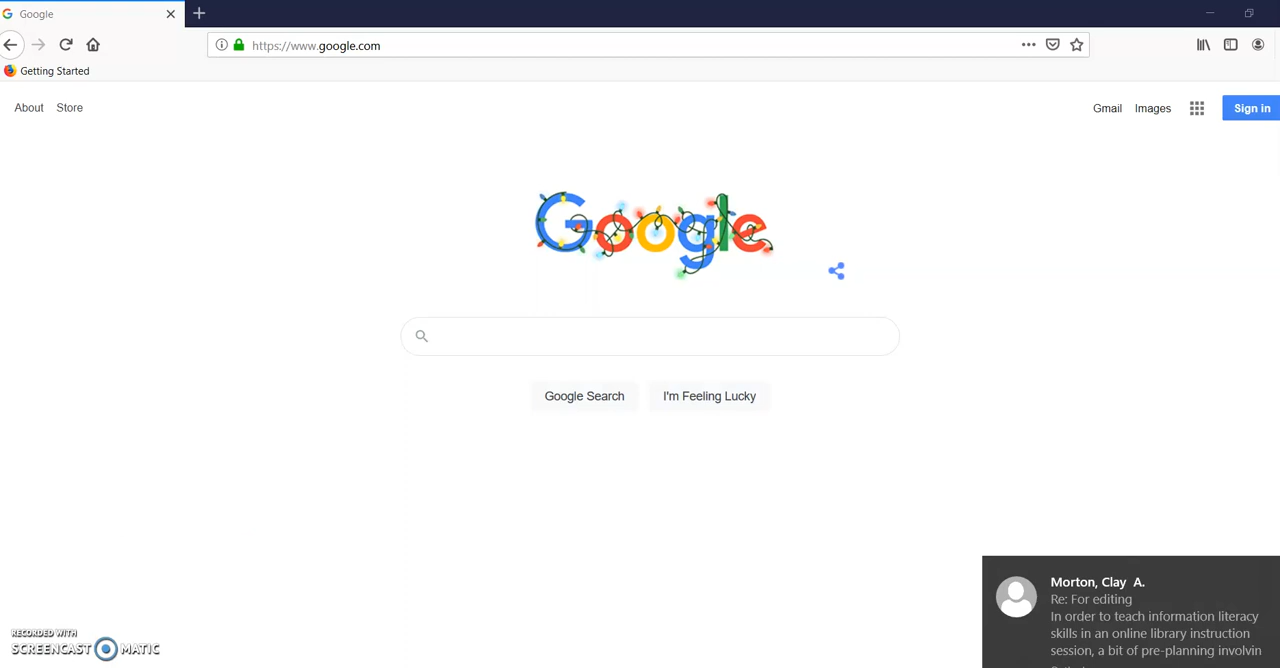 Google
https://www.google.com
Getting Started
About Store
Gmail Images Sign in
Google
Google Search I'm Feeling Lucky
Morton, Clay A.
Re: For editing
In order to teach information literacy
skills in an online library instruction
session, a bit of pre-planning involvin
RECORDED WITH
SCREENCAST MATIC